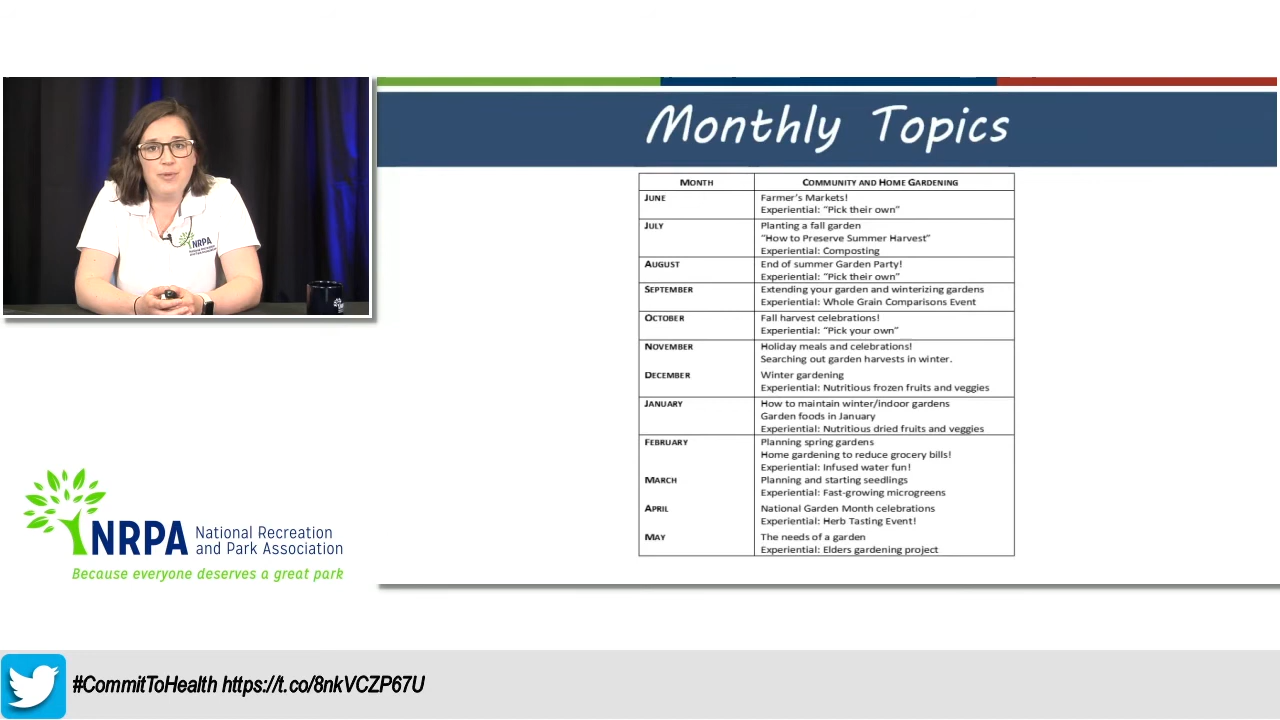 Monthly Topics
MONTH COMMUNITY AND HOME GARDENING
JUNE Farmer's Markets!
Experiential: "Pick their own"
JULY Planting a fall garden
"How to Preserve Summer Harvest"
Experiential: Composting
AUGUST End of summer Garden Party!
Experiential: "Pick their own"
SEPTEMBER Extending your garden and winterizing gardens
Experiential: Whole Grain Comparisons Event
OCTOBER Fall harvest celebrations!
Experiential: "Pick your own"
NOVEMBER Holiday meals and celebrations!
Searching out garden harvests in winter.
DECEMBER Winter gardening
Experiential: Nutritious frozen fruits and veggies
JANUARY How to maintain winter/indoor gardens
Garden foods in January
Experiential: Nutritious dried fruits and veggies
FEBRUARY Planning spring gardens
Home gardening to reduce grocery bills!
Experiential: Infused water fun!
MARCH Planning and starting seedlings
Experiential: Fast-growing microgreens
APRIL National Garden Month celebrations
Experiential: Herb Tasting Event!
MAY The needs of a garden
Experiential: Elders gardening project
NRPA
NRPA National Recreation
and Park Association
Because everyone deserves a great park
#CommitToHealth https://t.co/8nkVCZP67U